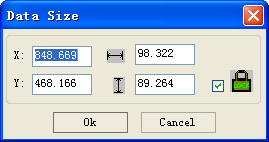 Data Size
X: 848.669 98.322
Y: 468.166 89.264
Ok Cancel